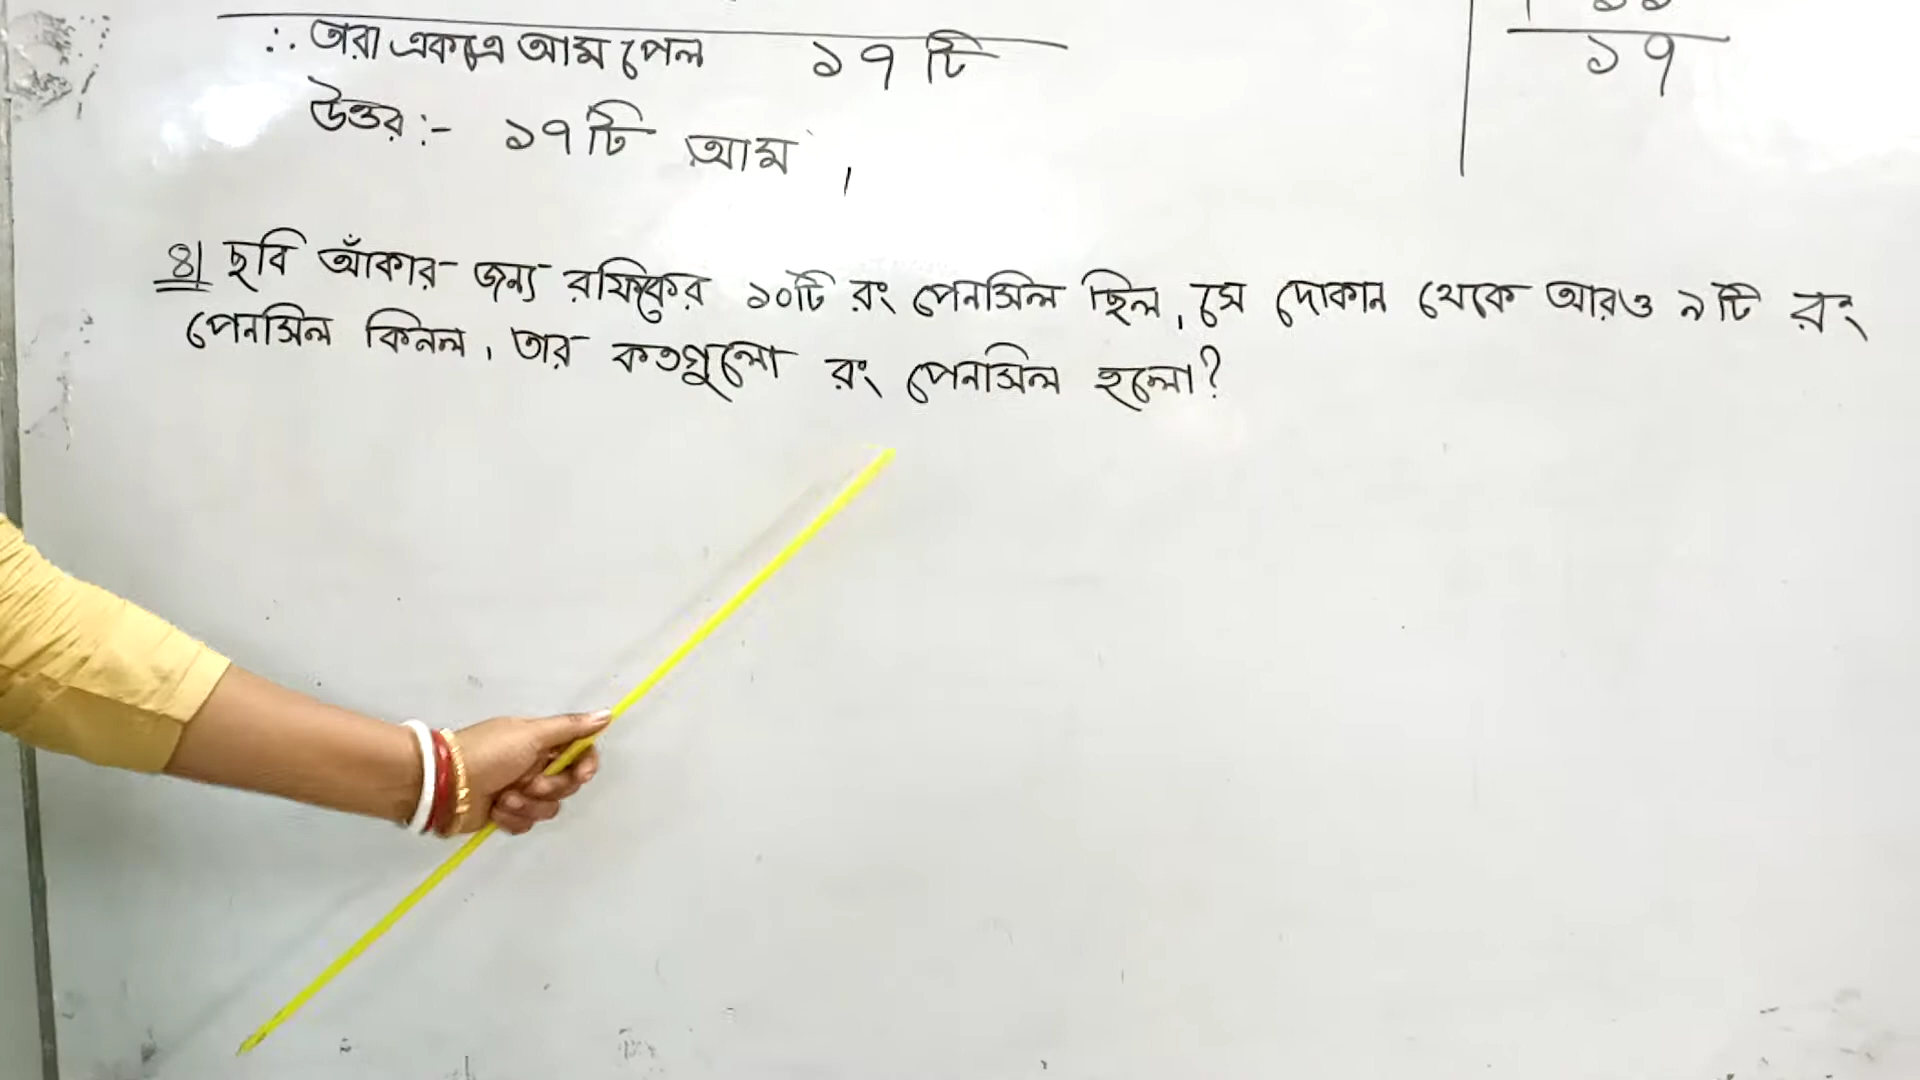 ∴ তারা একত্রে আম পেল ১৭ টি
১৭
উত্তর:- ১৭ টি আম।
৪| ছবি আঁকার জন্য রফিকের ১০টি রং পেনসিল ছিল, সে দোকান থেকে আরও ৯টি রং
পেনসিল কিনল, তার কতগুলো রং পেনসিল হলো?